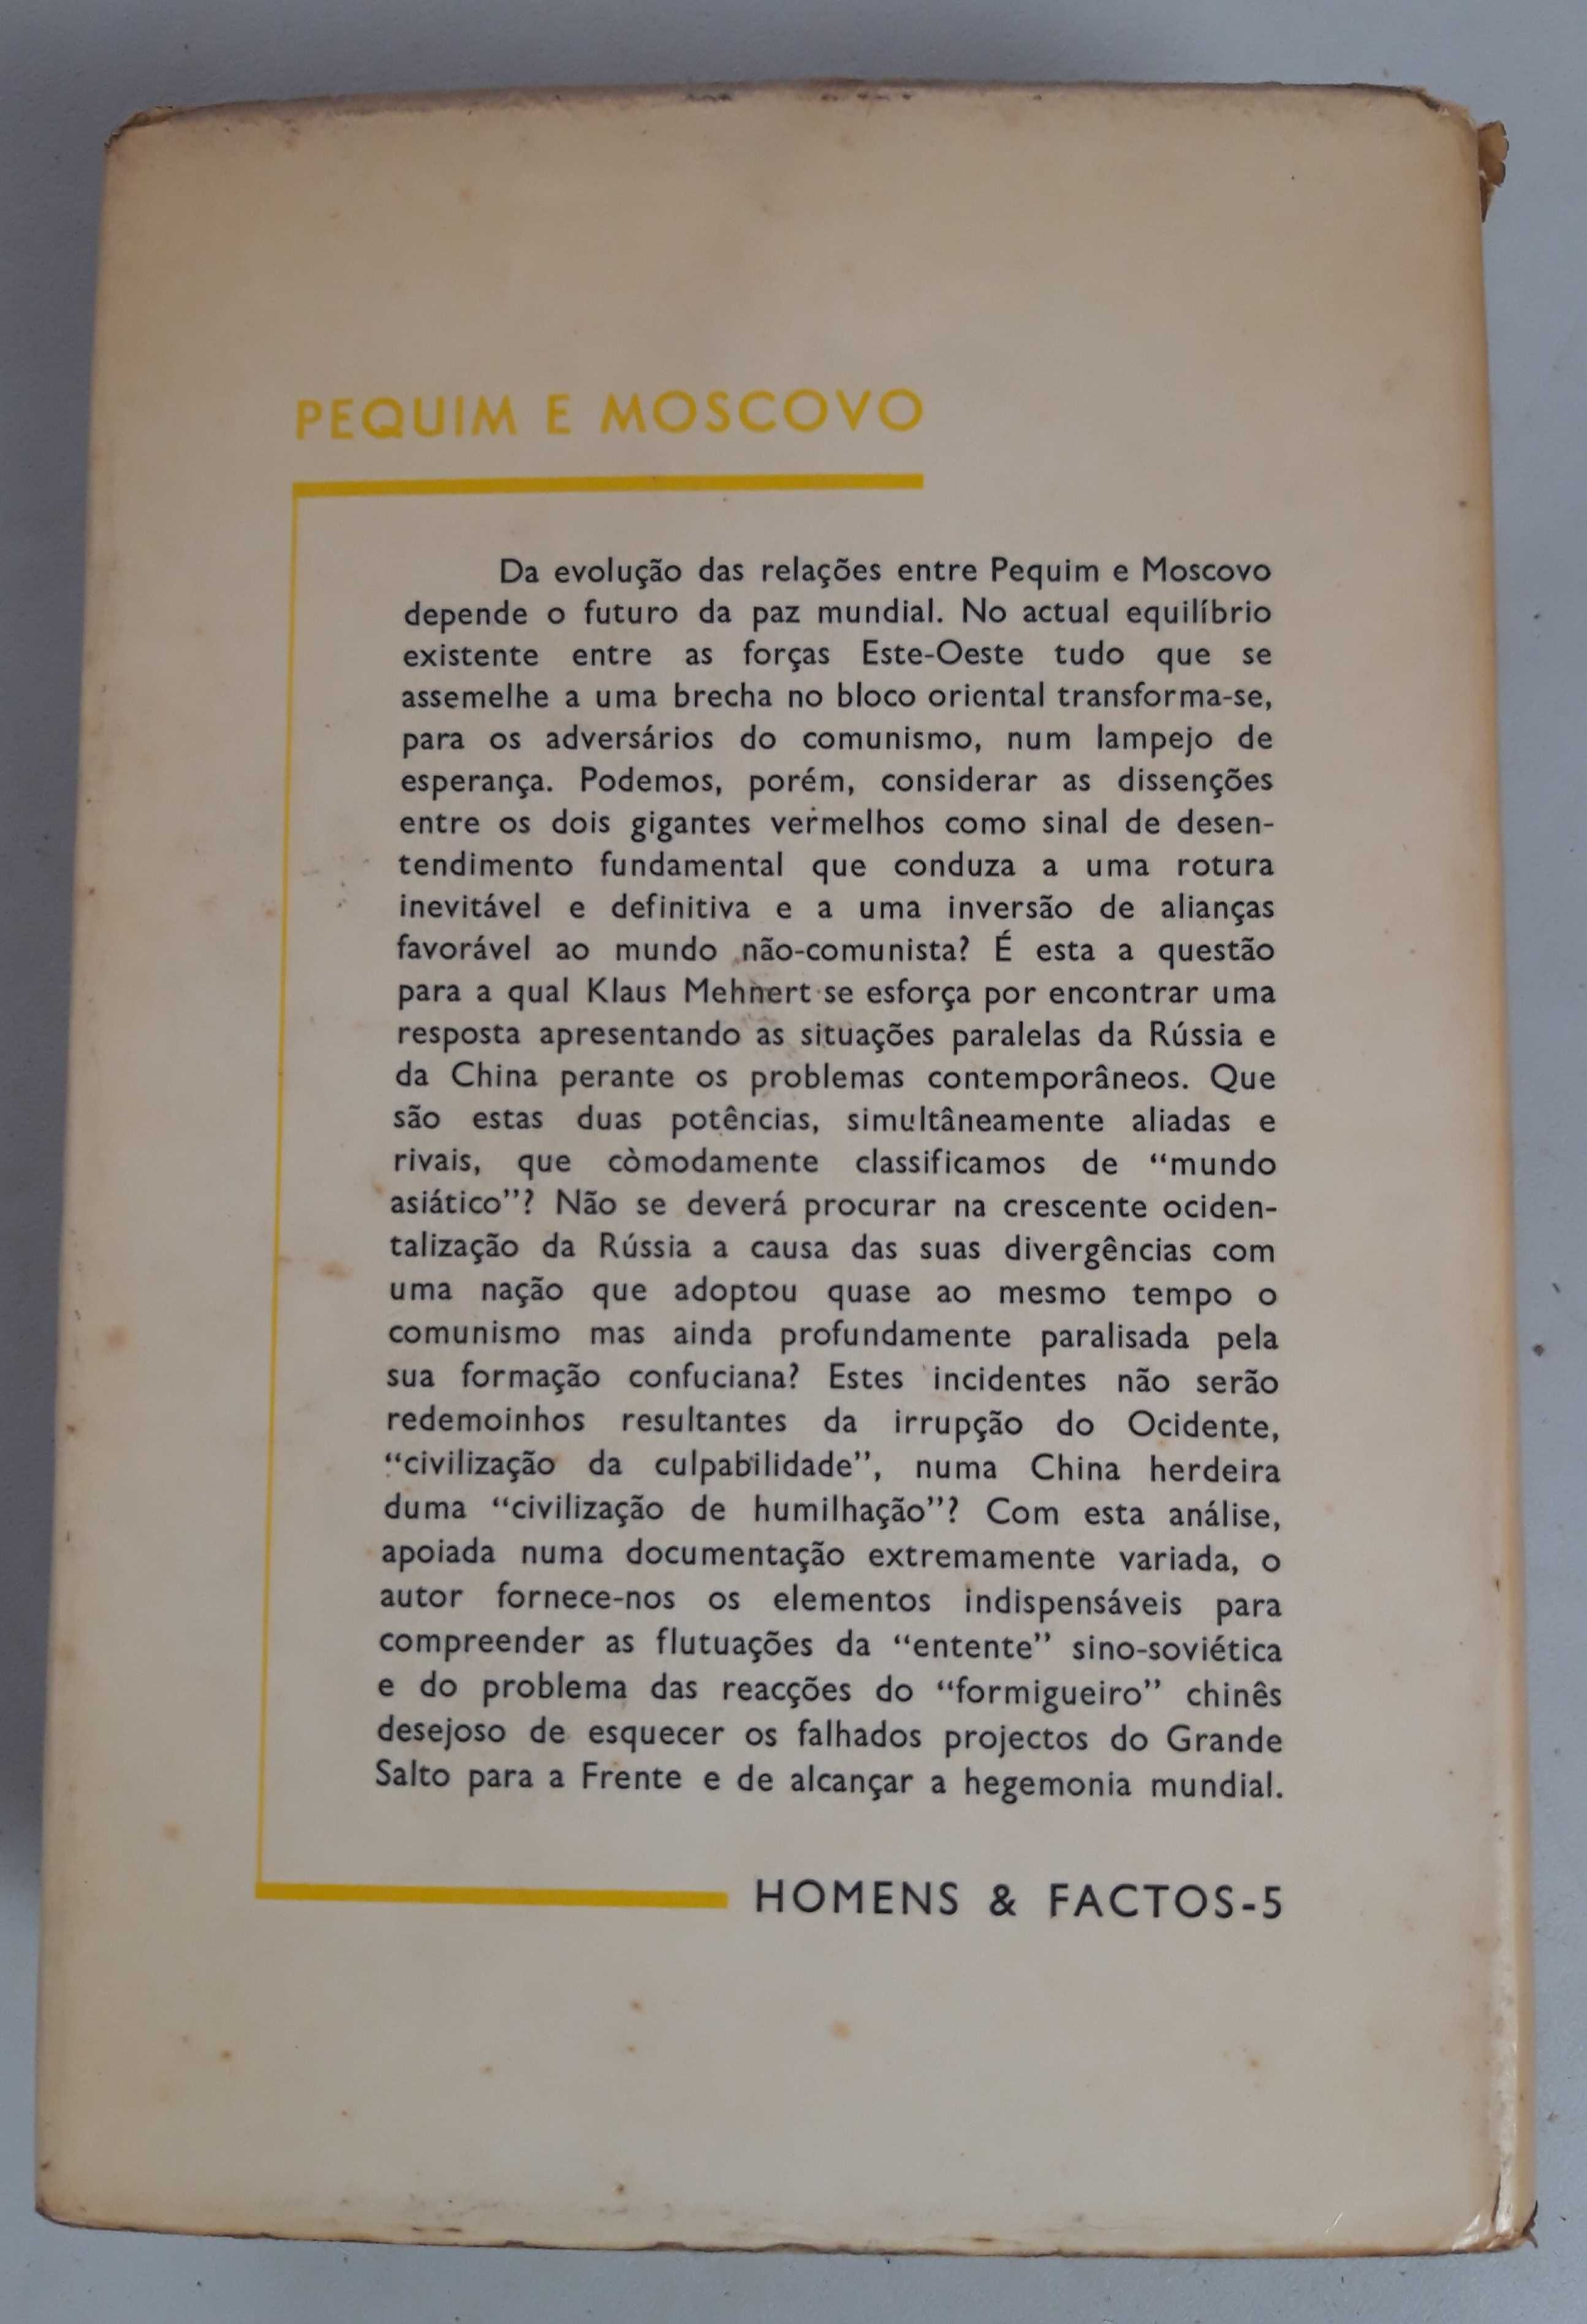 PEQUIM E MOSCOVO
Da evolução das relações entre Pequim e Moscovo
depende o futuro da paz mundial. No actual equilíbrio
existente entre as forças Este-Oeste tudo que se
assemelhe a uma brecha no bloco oriental transforma-se,
para os adversários do comunismo, num lampejo de
esperança. Podemos, porém, considerar as dissenções
entre os dois gigantes vermelhos como sinal de desen-
tendimento fundamental que conduza a uma rotura
inevitável e definitiva e a uma inversão de alianças
favorável ao mundo não-comunista? É esta a questão
para a qual Klaus Mehnert se esforça por encontrar uma
resposta apresentando as situações paralelas da Rússia e
da China perante os problemas contemporâneos. Que
são estas duas potências, simultâneamente aliadas e
rivais, que còmodamente classificamos de “mundo
asiático”? Não se deverá procurar na crescente ociden-
talização da Rússia a causa das suas divergências com
uma nação que adoptou quase ao mesmo tempo o
comunismo mas ainda profundamente paralisada pela
sua formação confuciana? Estes incidentes não serão
redemoinhos resultantes da irrupção do Ocidente,
“civilização da culpabilidade”, numa China herdeira
duma “civilização de humilhação”? Com esta análise,
apoiada numa documentação extremamente variada, o
autor fornece-nos os elementos indispensáveis para
compreender as flutuações da “entente” sino-soviética
e do problema das reacções do “formigueiro” chinês
desejoso de esquecer os falhados projectos do Grande
Salto para a Frente e de alcançar a hegemonia mundial.
HOMENS & FACTOS-5